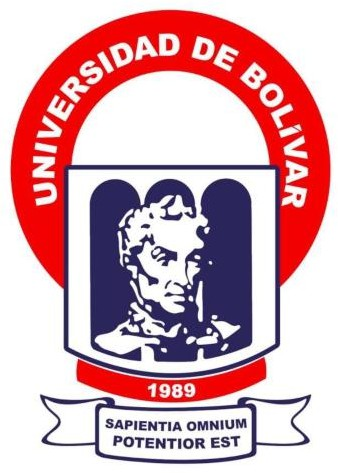 UNIVERSIDAD DE BOLÍVAR
1989
SAPIENTIA OMNIUM
POTENTIOR EST